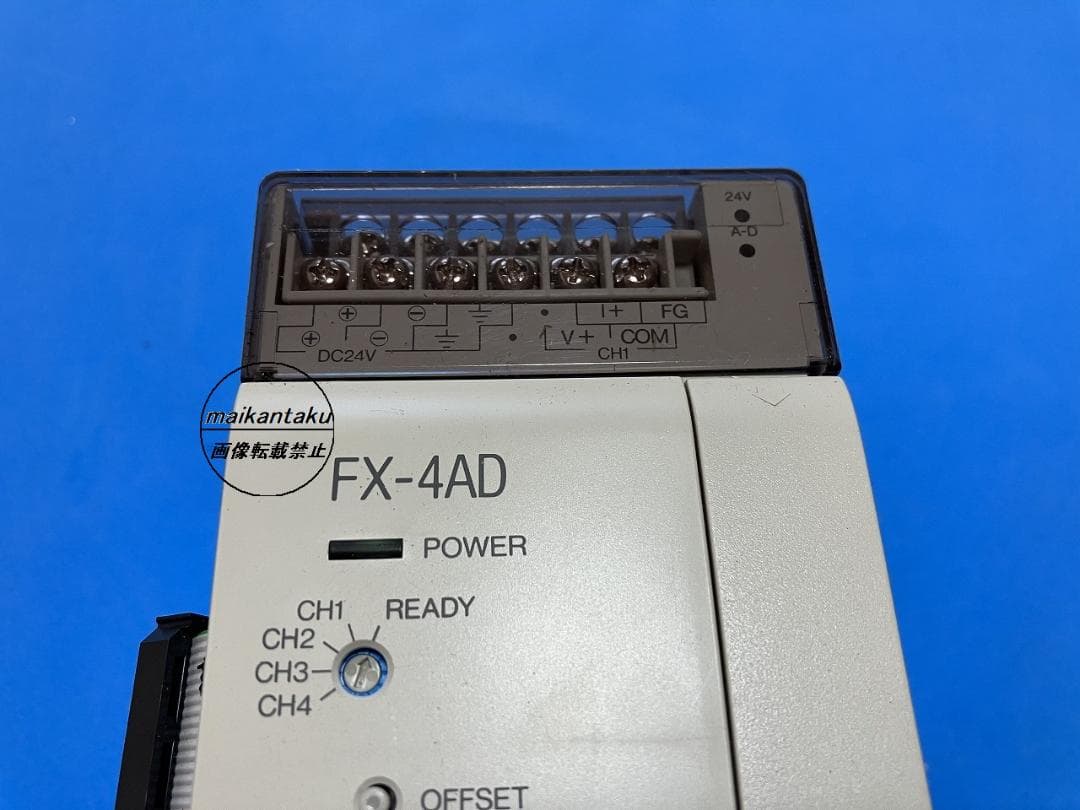 24V
A-D
I+ FG
V+ COM
DC24V CH1
maikantaku
画像転載禁止
FX-4AD
POWER
CH1 READY
CH2
CH3
CH4
OFFSET